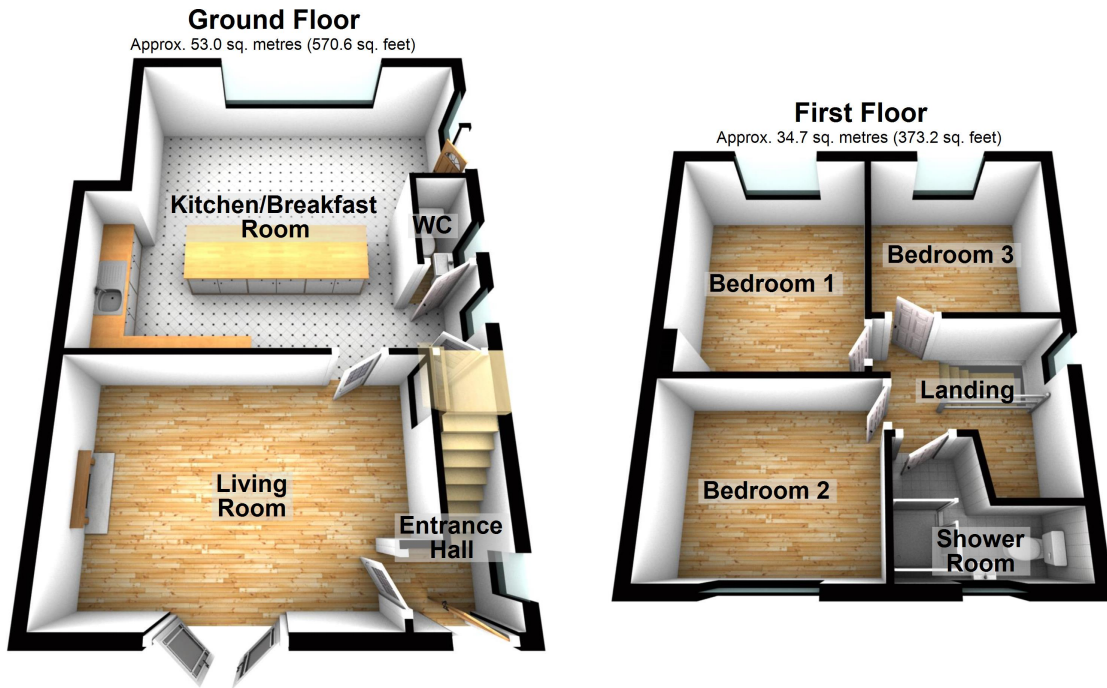 Ground Floor
Approx. 53.0 sq. metres (570.6 sq. feet)
Kitchen/Breakfast
Room
WC
Living
Room
Entrance
Hall
First Floor
Approx. 34.7 sq. metres (373.2 sq. feet)
Bedroom 1
Bedroom 3
Landing
Bedroom 2
Shower
Room